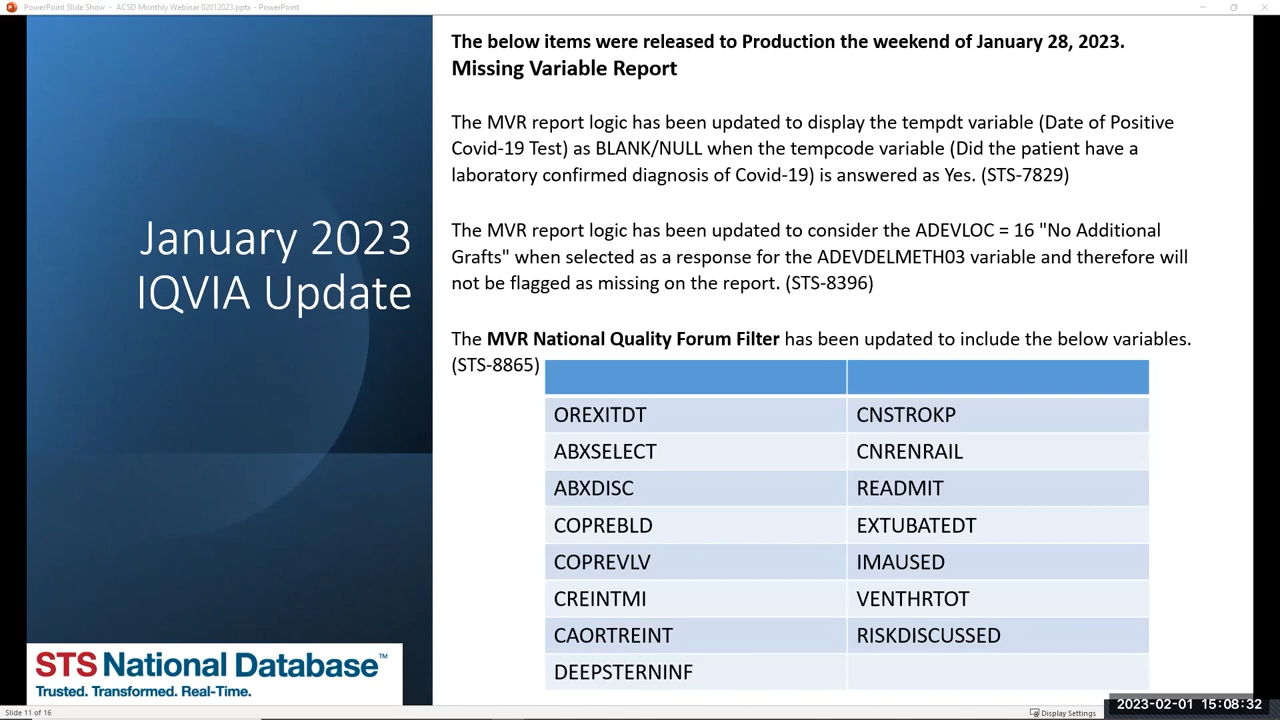 PowerPoint Slide Show - ACSD Monthly Webinar 02012023.pptx - PowerPoint
The below items were released to Production the weekend of January 28, 2023.
Missing Variable Report
The MVR report logic has been updated to display the tempdt variable (Date of Positive
Covid-19 Test) as BLANK/NULL when the tempcode variable (Did the patient have a
laboratory confirmed diagnosis of Covid-19) is answered as Yes. (STS-7829)
The MVR report logic has been updated to consider the ADEVLOC = 16 "No Additional
Grafts" when selected as a response for the ADEVDELMETH03 variable and therefore will
not be flagged as missing on the report. (STS-8396)
The MVR National Quality Forum Filter has been updated to include the below variables.
(STS-8865)
January 2023
IQVIA Update
OREXITDT CNSTROKP
ABXSELECT CNRENRAIL
ABXDISC READMIT
COPREBLD EXTUBATEDT
COPREVLV IMAUSED
CREINTMI VENTHRTOT
CAORTREINT RISKDISCUSSED
DEEPSTERNINF
STS National Database™
Trusted. Transformed. Real-Time.
Slide 11 of 16
Display Settings
2023-02-01 15:08:32